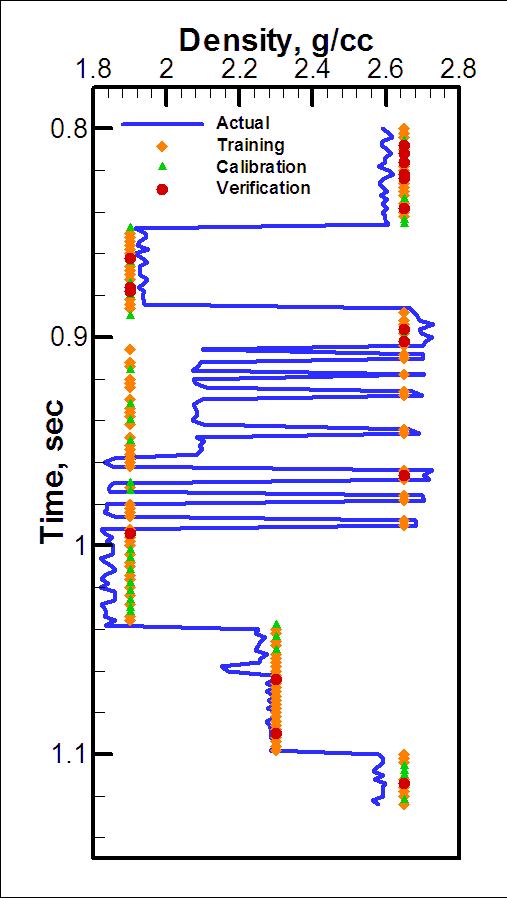 Density, g/cc
1.8 2 2.2 2.4 2.6 2.8
0.8
Actual
Training
Calibration
Verification
0.9
Time, sec
1
1.1